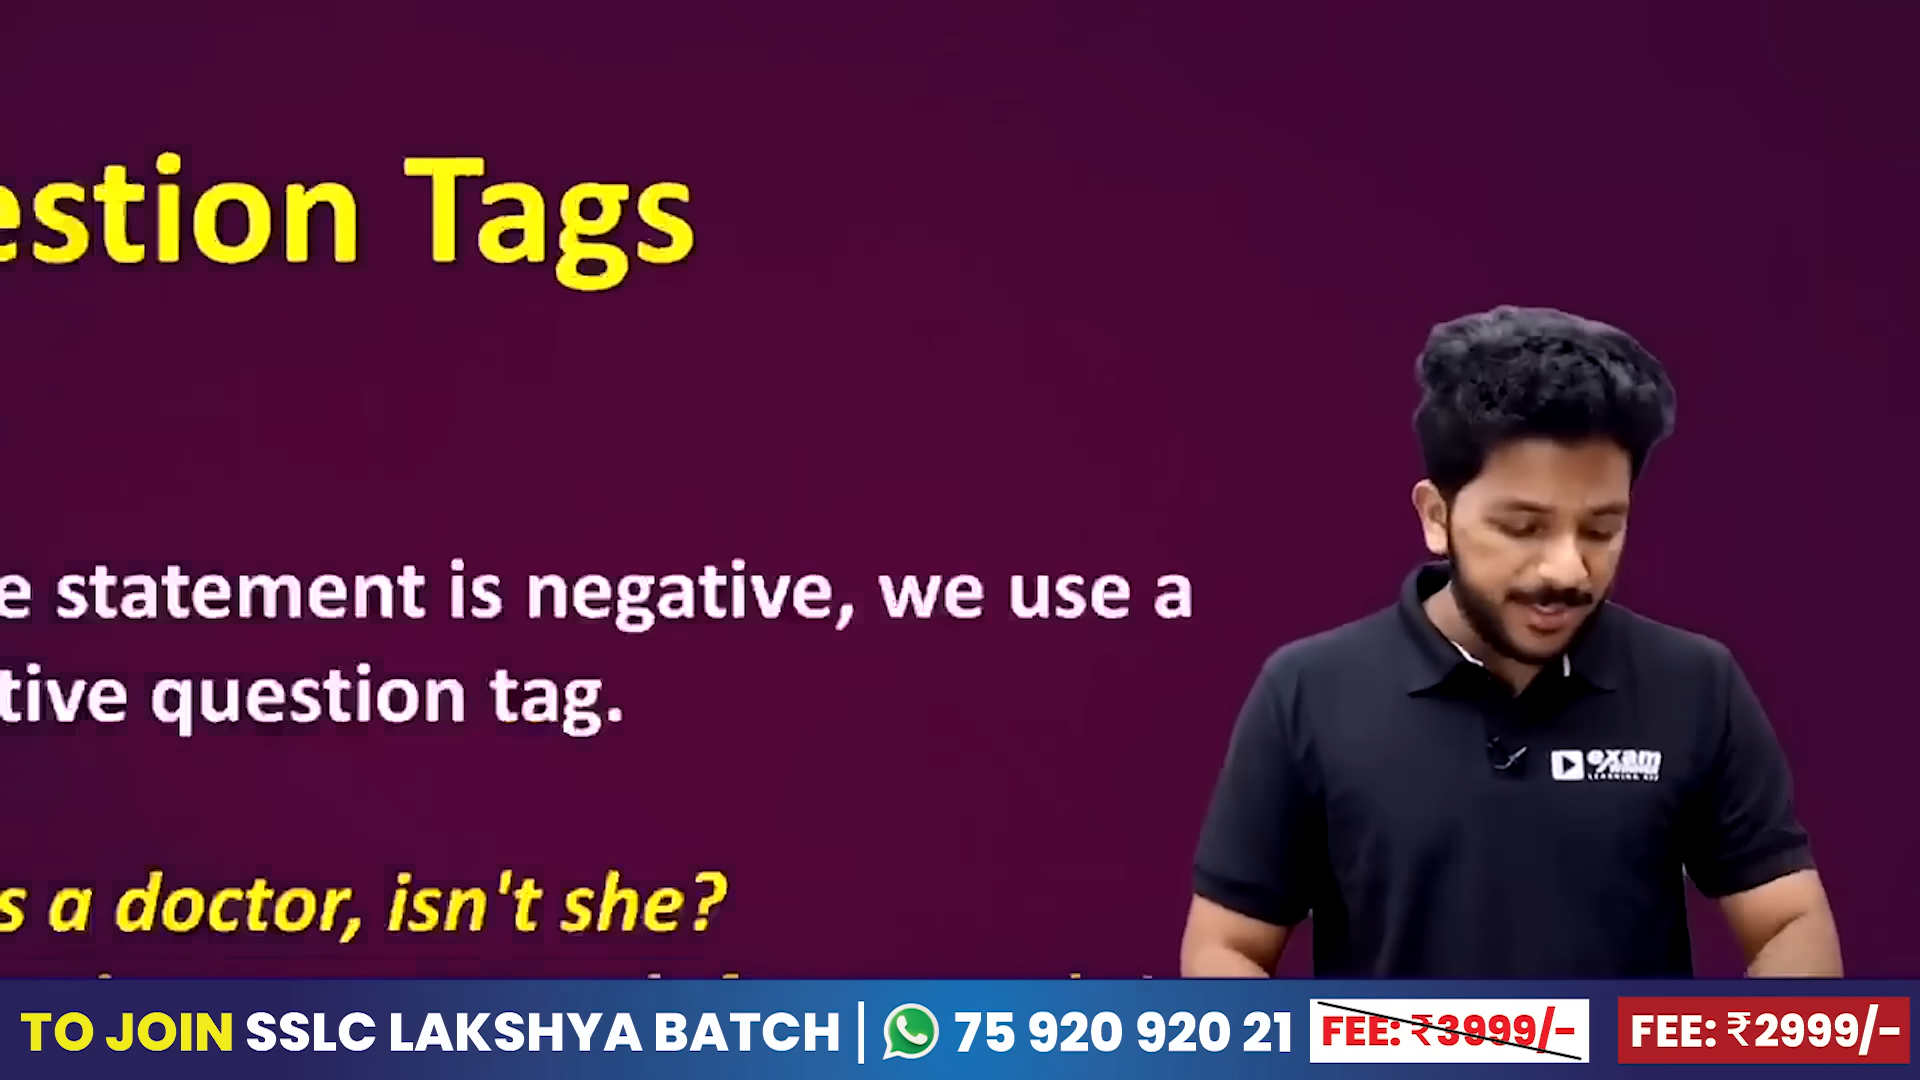 estion Tags
e statement is negative, we use a
tive question tag.
s a doctor, isn't she?
exam
TO JOIN SSLC LAKSHYA BATCH | 75 920 920 21 FEE: ₹3999/- FEE: ₹2999/-